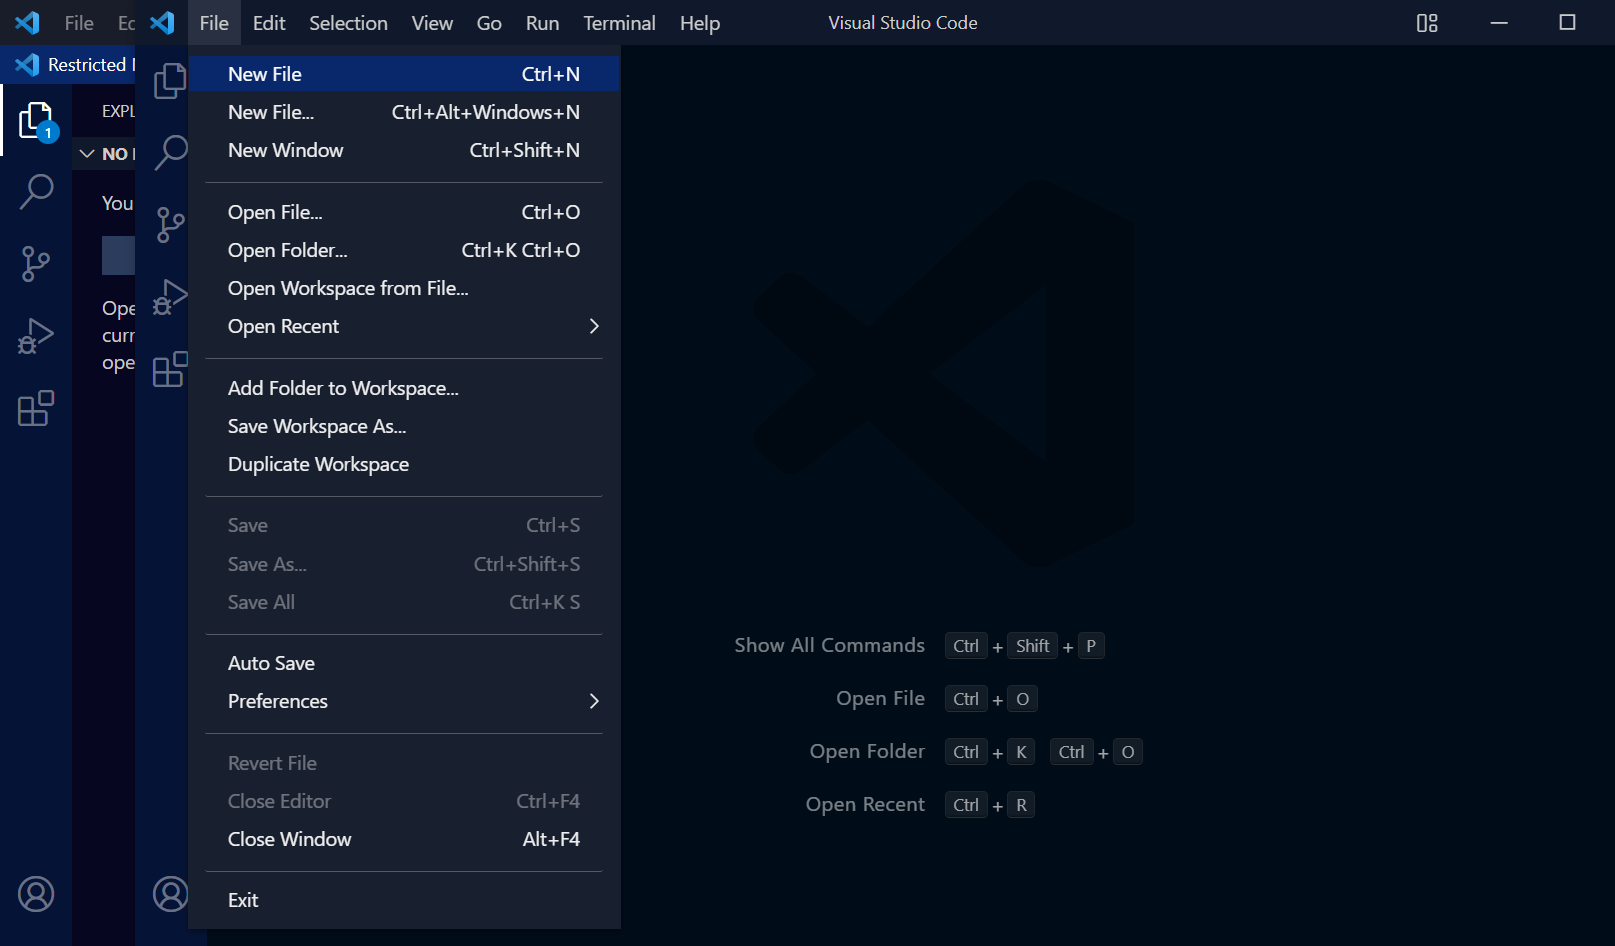 File Ec
File Edit Selection View Go Run Terminal Help Visual Studio Code
Restricted
EXPL
NO
You
Ope
curr
ope
1
New File Ctrl+N
New File... Ctrl+Alt+Windows+N
New Window Ctrl+Shift+N
Open File... Ctrl+O
Open Folder... Ctrl+K Ctrl+O
Open Workspace from File...
Open Recent
Add Folder to Workspace...
Save Workspace As...
Duplicate Workspace
Save Ctrl+S
Save As... Ctrl+Shift+S
Save All Ctrl+K S
Auto Save
Preferences
Revert File
Close Editor Ctrl+F4
Close Window Alt+F4
Exit
Show All Commands Ctrl + Shift + P
Open File Ctrl + O
Open Folder Ctrl + K Ctrl + O
Open Recent Ctrl + R